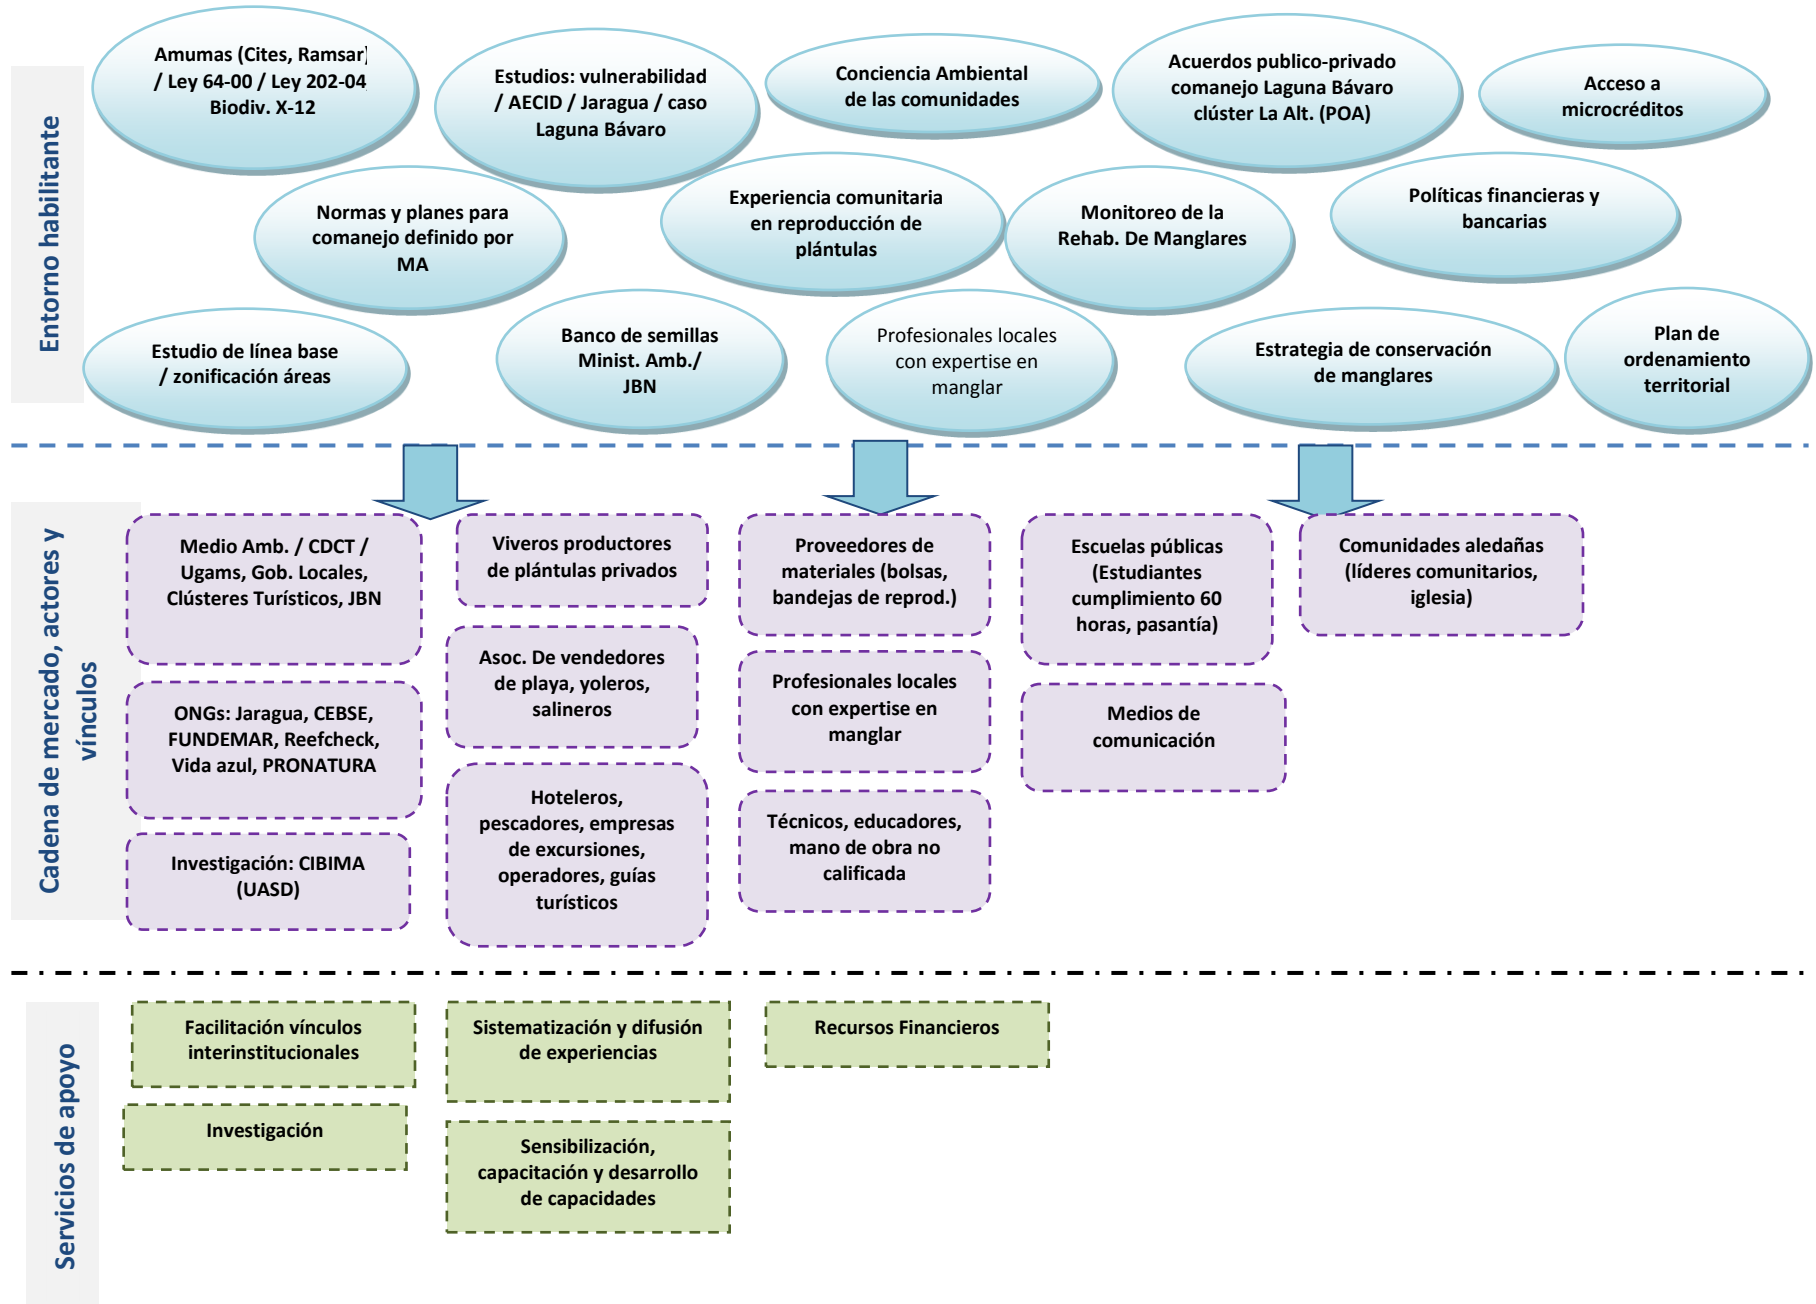 Entorno habilitante
Amumas (Cites, Ramsar)
/ Ley 64-00 / Ley 202-04,
Biodiv. X-12
Estudios: vulnerabilidad
/ AECID / Jaragua / caso
Laguna Bávaro
Conciencia Ambiental
de las comunidades
Acuerdos publico-privado
comanejo Laguna Bávaro
clúster La Alt. (POA)
Acceso a
microcréditos
Normas y planes para
comanejo definido por
MA
Experiencia comunitaria
en reproducción de
plántulas
Monitoreo de la
Rehab. De Manglares
Políticas financieras y
bancarias
Estudio de línea base
/ zonificación áreas
Banco de semillas
Minist. Amb./
JBN
Profesionales locales
con expertise en
manglar
Estrategia de conservación
de manglares
Plan de
ordenamiento
territorial
Cadena de mercado, actores y
vínculos
Medio Amb. / CDCT /
Ugams, Gob. Locales,
Clústeres Turísticos, JBN
ONGs: Jaragua, CEBSE,
FUNDEMAR, Reefcheck,
Vida azul, PRONATURA
Investigación: CIBIMA
(UASD)
Viveros productores
de plántulas privados
Asoc. De vendedores
de playa, yoleros,
salineros
Hoteleros,
pescadores, empresas
de excursiones,
operadores, guías
turísticos
Proveedores de
materiales (bolsas,
bandejas de reprod.)
Profesionales locales
con expertise en
manglar
Técnicos, educadores,
mano de obra no
calificada
Escuelas públicas
(Estudiantes
cumplimiento 60
horas, pasantía)
Medios de
comunicación
Comunidades aledañas
(líderes comunitarios,
iglesia)
Servicios de apoyo
Facilitación vínculos
interinstitucionales
Investigación
Sistematización y difusión
de experiencias
Sensibilización,
capacitación y desarrollo
de capacidades
Recursos Financieros